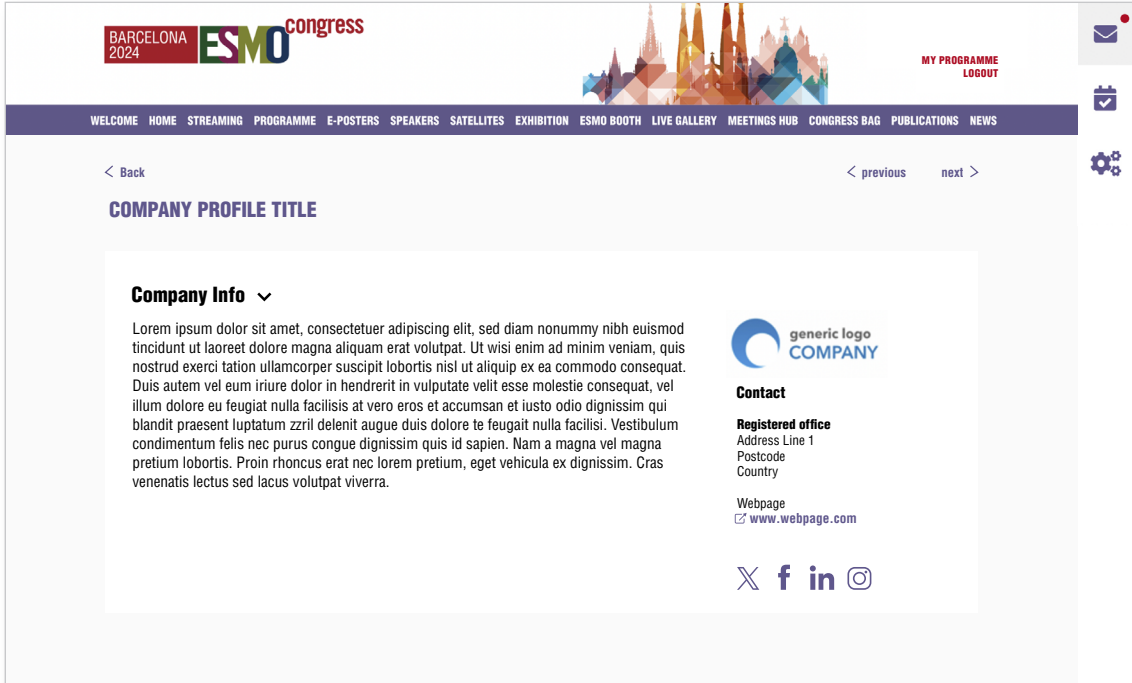 BARCELONA
2024
ESMO
congress
MY PROGRAMME
LOGOUT
WELCOME HOME STREAMING PROGRAMME E-POSTERS SPEAKERS SATELLITES EXHIBITION ESMO BOOTH LIVE GALLERY MEETINGS HUB CONGRESS BAG PUBLICATIONS NEWS
< Back
< previous next >
COMPANY PROFILE TITLE
Company Info
Lorem ipsum dolor sit amet, consectetuer adipiscing elit, sed diam nonummy nibh euismod
tincidunt ut laoreet dolore magna aliquam erat volutpat. Ut wisi enim ad minim veniam, quis
nostrud exerci tation ullamcorper suscipit lobortis nisl ut aliquip ex ea commodo consequat.
Duis autem vel eum iriure dolor in hendrerit in vulputate velit esse molestie consequat, vel
illum dolore eu feugiat nulla facilisis at vero eros et accumsan et iusto odio dignissim qui
blandit praesent luptatum zzril delenit augue duis dolore te feugait nulla facilisi. Vestibulum
condimentum felis nec purus congue dignissim quis id sapien. Nam a magna vel magna
pretium lobortis. Proin rhoncus erat nec lorem pretium, eget vehicula ex dignissim. Cras
venenatis lectus sed lacus volutpat viverra.
generic logo
COMPANY
Contact
Registered office
Address Line 1
Postcode
Country
Webpage
www.webpage.com